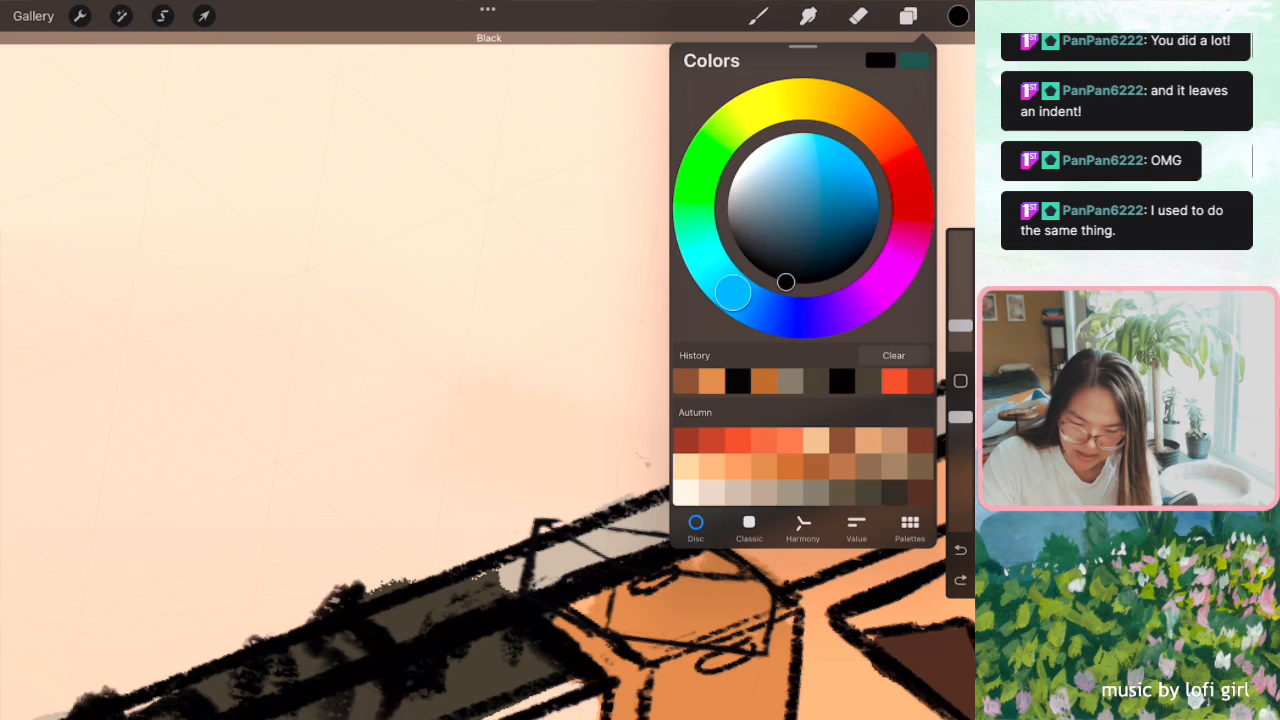 Gallery
Black
Colors
History
Clear
Autumn
Disc
Classic
Harmony
Value
Palettes
1ST PanPan6222: You did a lot!
1ST PanPan6222: and it leaves
an indent!
1ST PanPan6222: OMG
1ST PanPan6222: I used to do
the same thing.
music by lofi girl